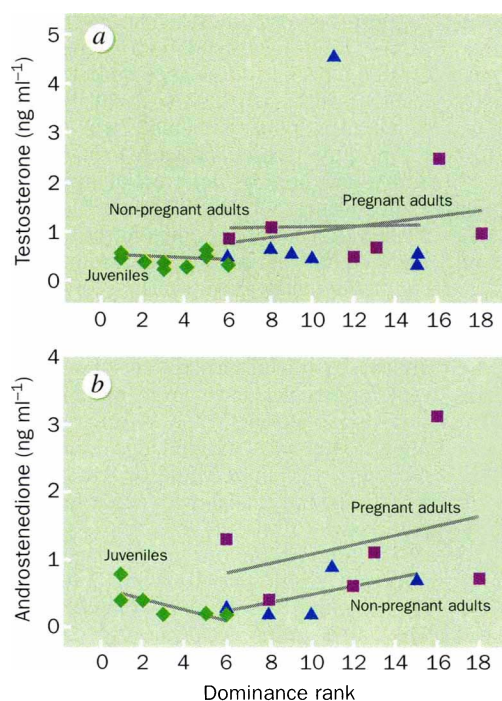 a
Testosterone (ng ml⁻¹)
5
4
3
2
1
0
Non-pregnant adults
Pregnant adults
Juveniles
0 2 4 6 8 10 12 14 16 18
b
Androstenedione (ng ml⁻¹)
4
3
2
1
0
Juveniles
Pregnant adults
Non-pregnant adults
0 2 4 6 8 10 12 14 16 18
Dominance rank